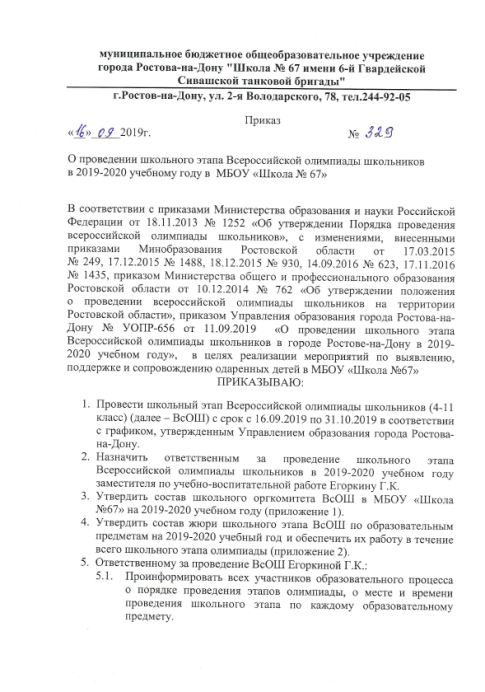 муниципальное бюджетное общеобразовательное учреждение
города Ростова-на-Дону "Школа № 67 имени 6-й Гвардейской
Сивашской танковой бригады"
г.Ростов-на-Дону, ул. 2-я Володарского, 78, тел.244-92-05
Приказ
«16» 09 2019г. № 329
О проведении школьного этапа Всероссийской олимпиады школьников
в 2019-2020 учебному году в МБОУ «Школа № 67»
В соответствии с приказами Министерства образования и науки Российской
Федерации от 18.11.2013 № 1252 «Об утверждении Порядка проведения
всероссийской олимпиады школьников», с изменениями, внесенными
приказами Минобразования Ростовской области от 17.03.2015
№ 249, 17.12.2015 № 1488, 18.12.2015 № 930, 14.09.2016 № 623, 17.11.2016
№ 1435, приказом Министерства общего и профессионального образования
Ростовской области от 10.12.2014 № 762 «Об утверждении положения
о проведении всероссийской олимпиады школьников на территории
Ростовской области», приказом Управления образования города Ростова-на-
Дону № УОПР-656 от 11.09.2019 «О проведении школьного этапа
Всероссийской олимпиады школьников в городе Ростове-на-Дону в 2019-
2020 учебном году», в целях реализации мероприятий по выявлению,
поддержке и сопровождению одаренных детей в МБОУ «Школа №67»
ПРИКАЗЫВАЮ:
1. Провести школьный этап Всероссийской олимпиады школьников (4-11
класс) (далее – ВсОШ) с срок с 16.09.2019 по 31.10.2019 в соответствии
с графиком, утвержденным Управлением образования города Ростова-
на-Дону.
2. Назначить ответственным за проведение школьного этапа
Всероссийской олимпиады школьников в 2019-2020 учебном году
заместителя по учебно-воспитательной работе Егоркину Г.К.
3. Утвердить состав школьного оргкомитета ВсОШ в МБОУ «Школа
№67» на 2019-2020 учебном году (приложение 1).
4. Утвердить состав жюри школьного этапа ВсОШ по образовательным
предметам на 2019-2020 учебный год и обеспечить их работу в течение
всего школьного этапа олимпиады (приложение 2).
5. Ответственному за проведение ВсОШ Егоркиной Г.К.:
5.1. Проинформировать всех участников образовательного процесса
о порядке проведения этапов олимпиады, о месте и времени
проведения школьного этапа по каждому образовательному
предмету.